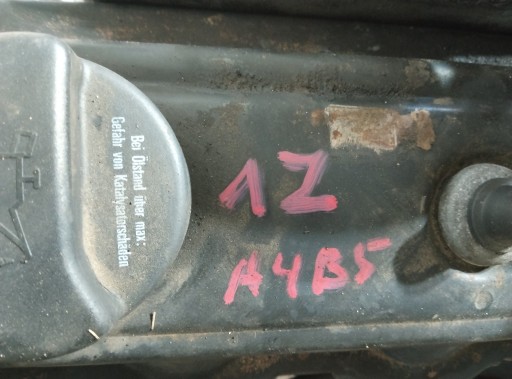 Bei Ölstand über max:
Gefahr von Katalysatorschäden
1Z
A4B5